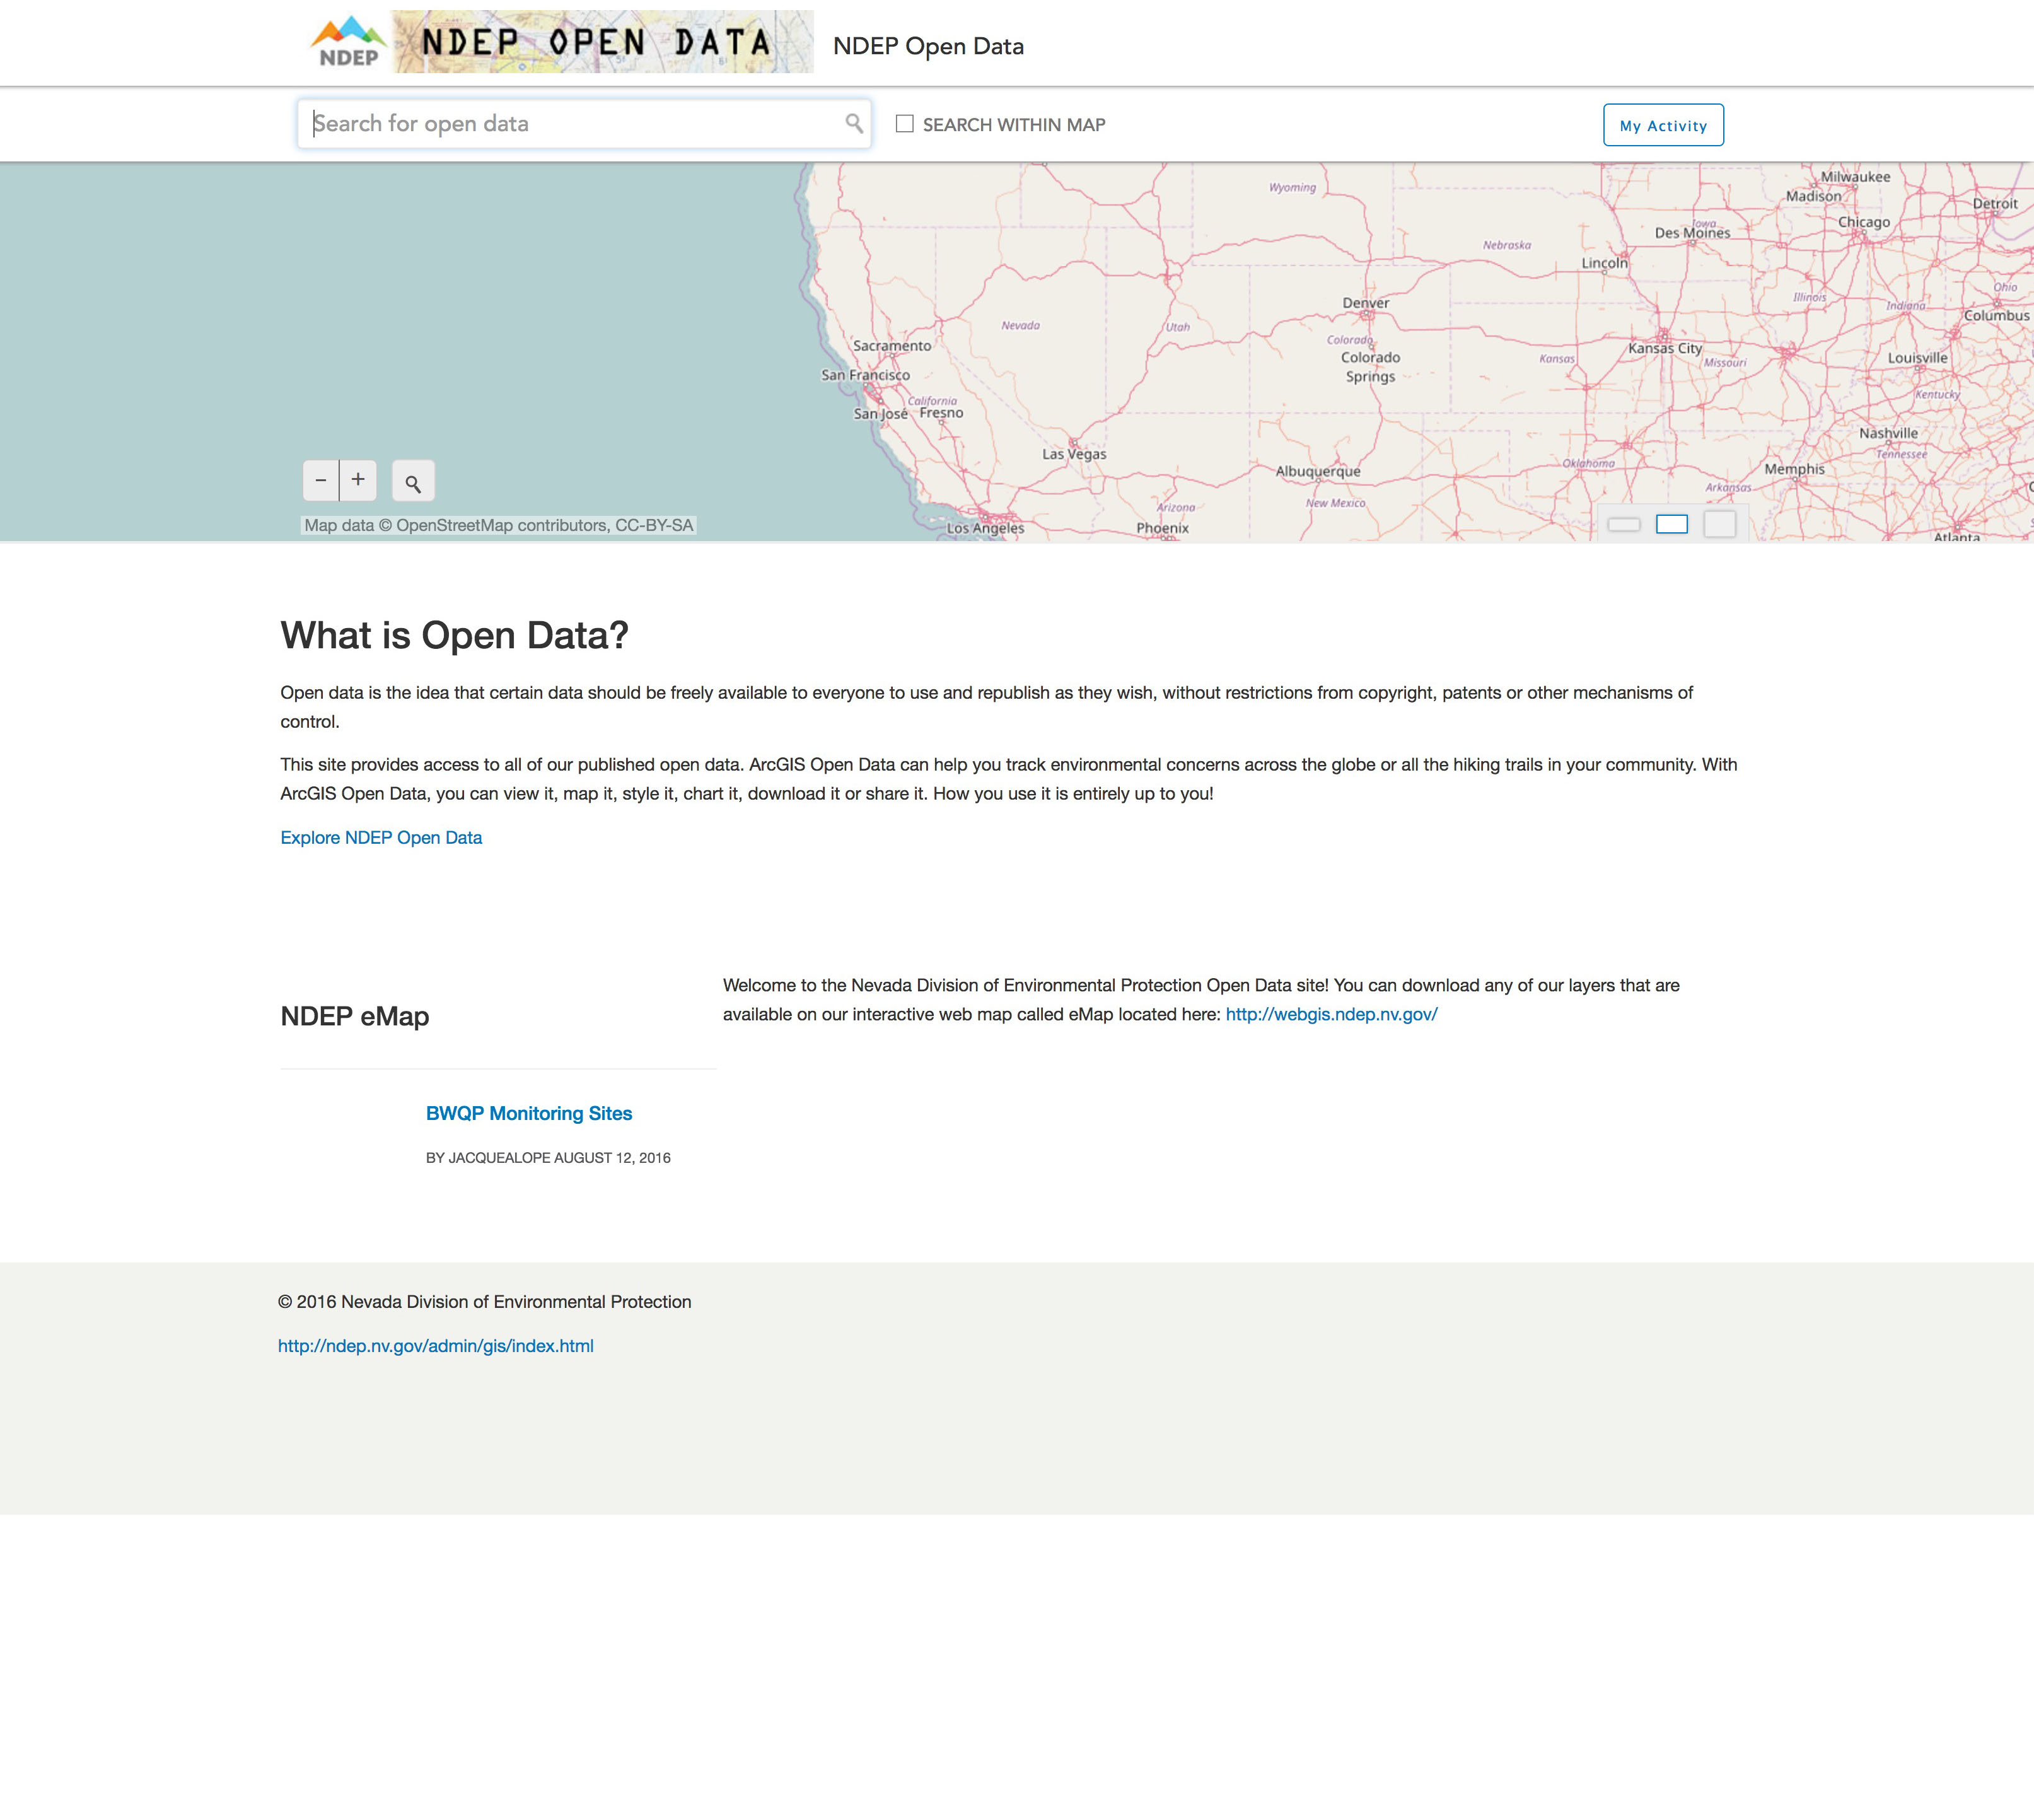 NDEP
NDEP OPEN DATA
NDEP Open Data
Search for open data
SEARCH WITHIN MAP
My Activity
Wyoming
Milwaukee
Madison
Detroit
Chicago
Iowa
Des Moines
Nebraska
Lincoln
Ohio
Illinois
Indiana
Denver
Columbus
Nevada
Utah
Colorado
Sacramento
Kansas City
Colorado
Springs
Kansas
Missouri
Louisville
San Francisco
California
Kentucky
San José
Fresno
Nashville
Las Vegas
Tennessee
Albuquerque
Oklahoma
Memphis
- +
Arkansas
New Mexico
Arizona
Map data © OpenStreetMap contributors, CC-BY-SA
Los Angeles
Phoenix
Atlanta
What is Open Data?
Open data is the idea that certain data should be freely available to everyone to use and republish as they wish, without restrictions from copyright, patents or other mechanisms of
control.
This site provides access to all of our published open data. ArcGIS Open Data can help you track environmental concerns across the globe or all the hiking trails in your community. With
ArcGIS Open Data, you can view it, map it, style it, chart it, download it or share it. How you use it is entirely up to you!
Explore NDEP Open Data
NDEP eMap
Welcome to the Nevada Division of Environmental Protection Open Data site! You can download any of our layers that are
available on our interactive web map called eMap located here: http://webgis.ndep.nv.gov/
BWQP Monitoring Sites
BY JACQUEALOPE AUGUST 12, 2016
© 2016 Nevada Division of Environmental Protection
http://ndep.nv.gov/admin/gis/index.html